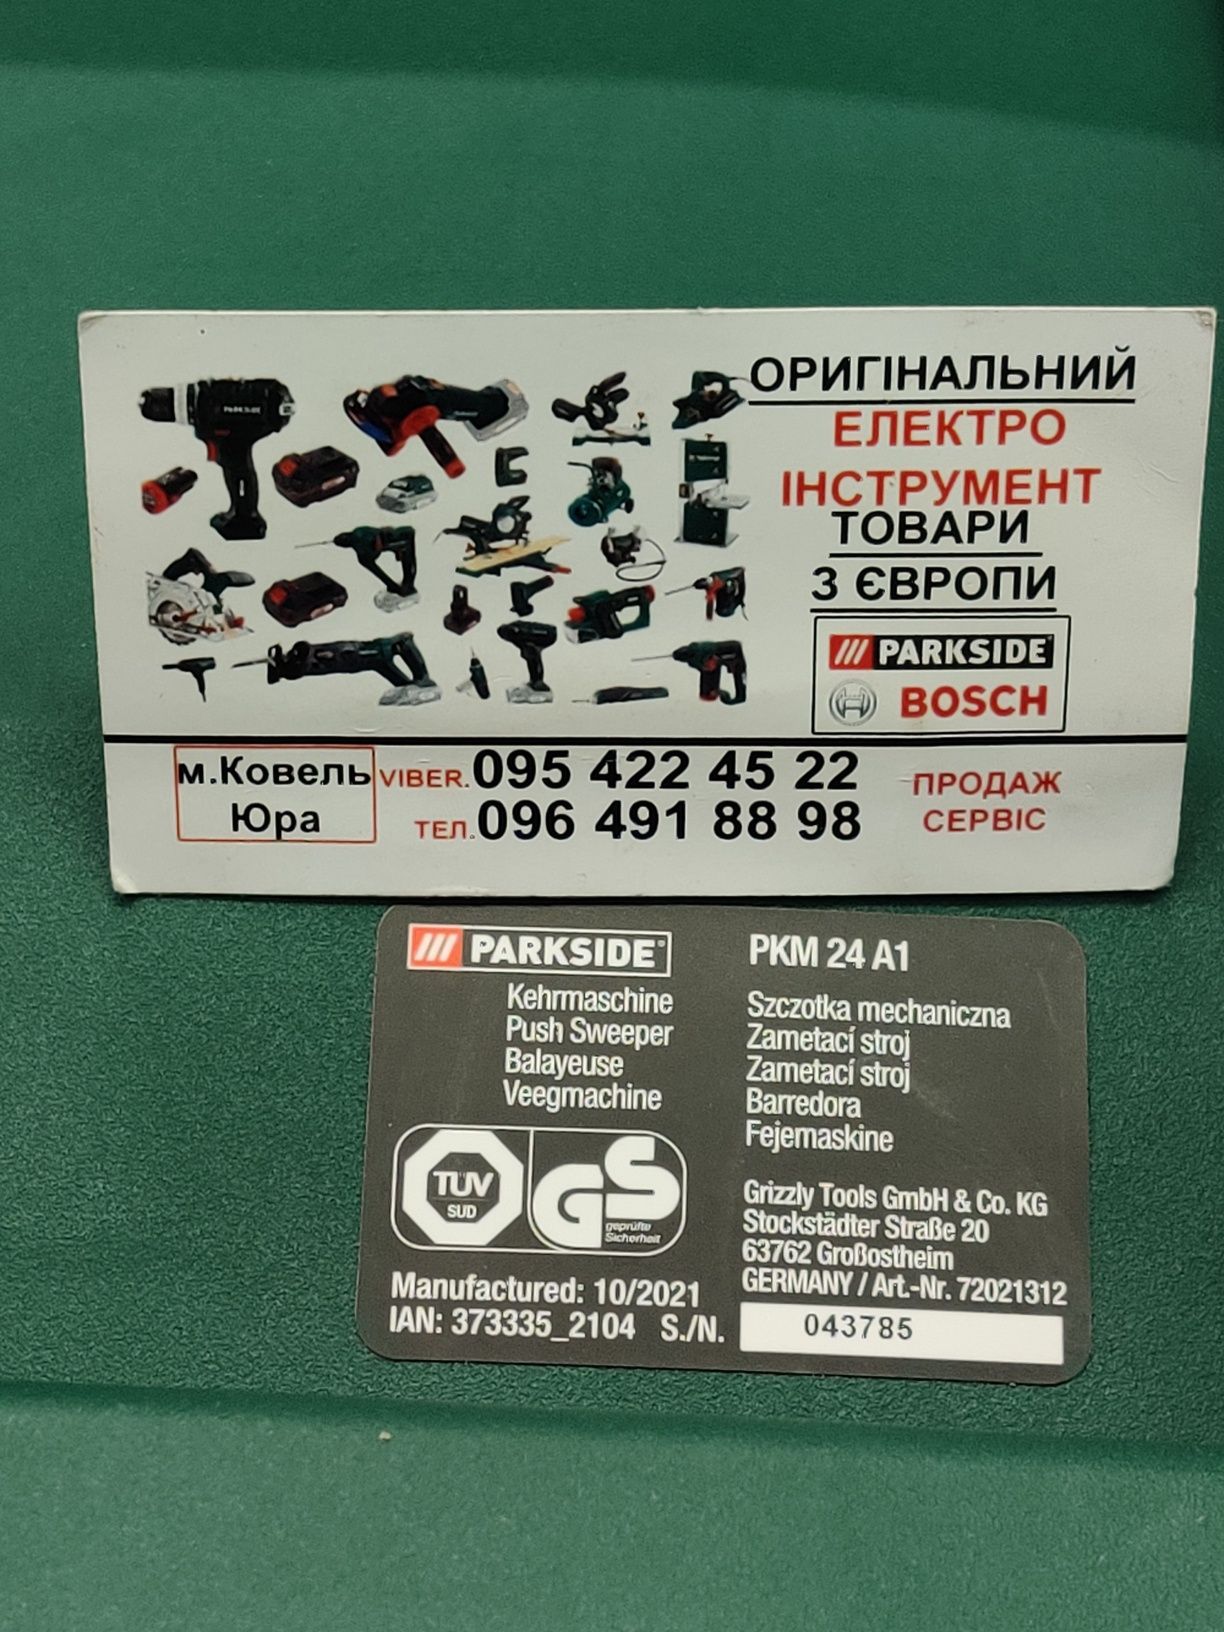 ОРИГІНАЛЬНИЙ
ЕЛЕКТРО
ІНСТРУМЕНТ
ТОВАРИ
З ЄВРОПИ
PARKSIDE
BOSCH
м.Ковель
Юра
VIBER. 095 422 45 22
ТЕЛ. 096 491 88 98
ПРОДАЖ
СЕРВІС
PARKSIDE
Kehrmaschine
Push Sweeper
Balayeuse
Veegmachine
TÜV
SÜD
GS
geprüfte
Sicherheit
Manufactured: 10/2021
IAN: 373335_2104 S./N.
PKM 24 A1
Szczotka mechaniczna
Zametací stroj
Zametací stroj
Barredora
Fejemaskine
Grizzly Tools GmbH & Co. KG
Stockstädter Straße 20
63762 Großostheim
GERMANY / Art.-Nr. 72021312
043785